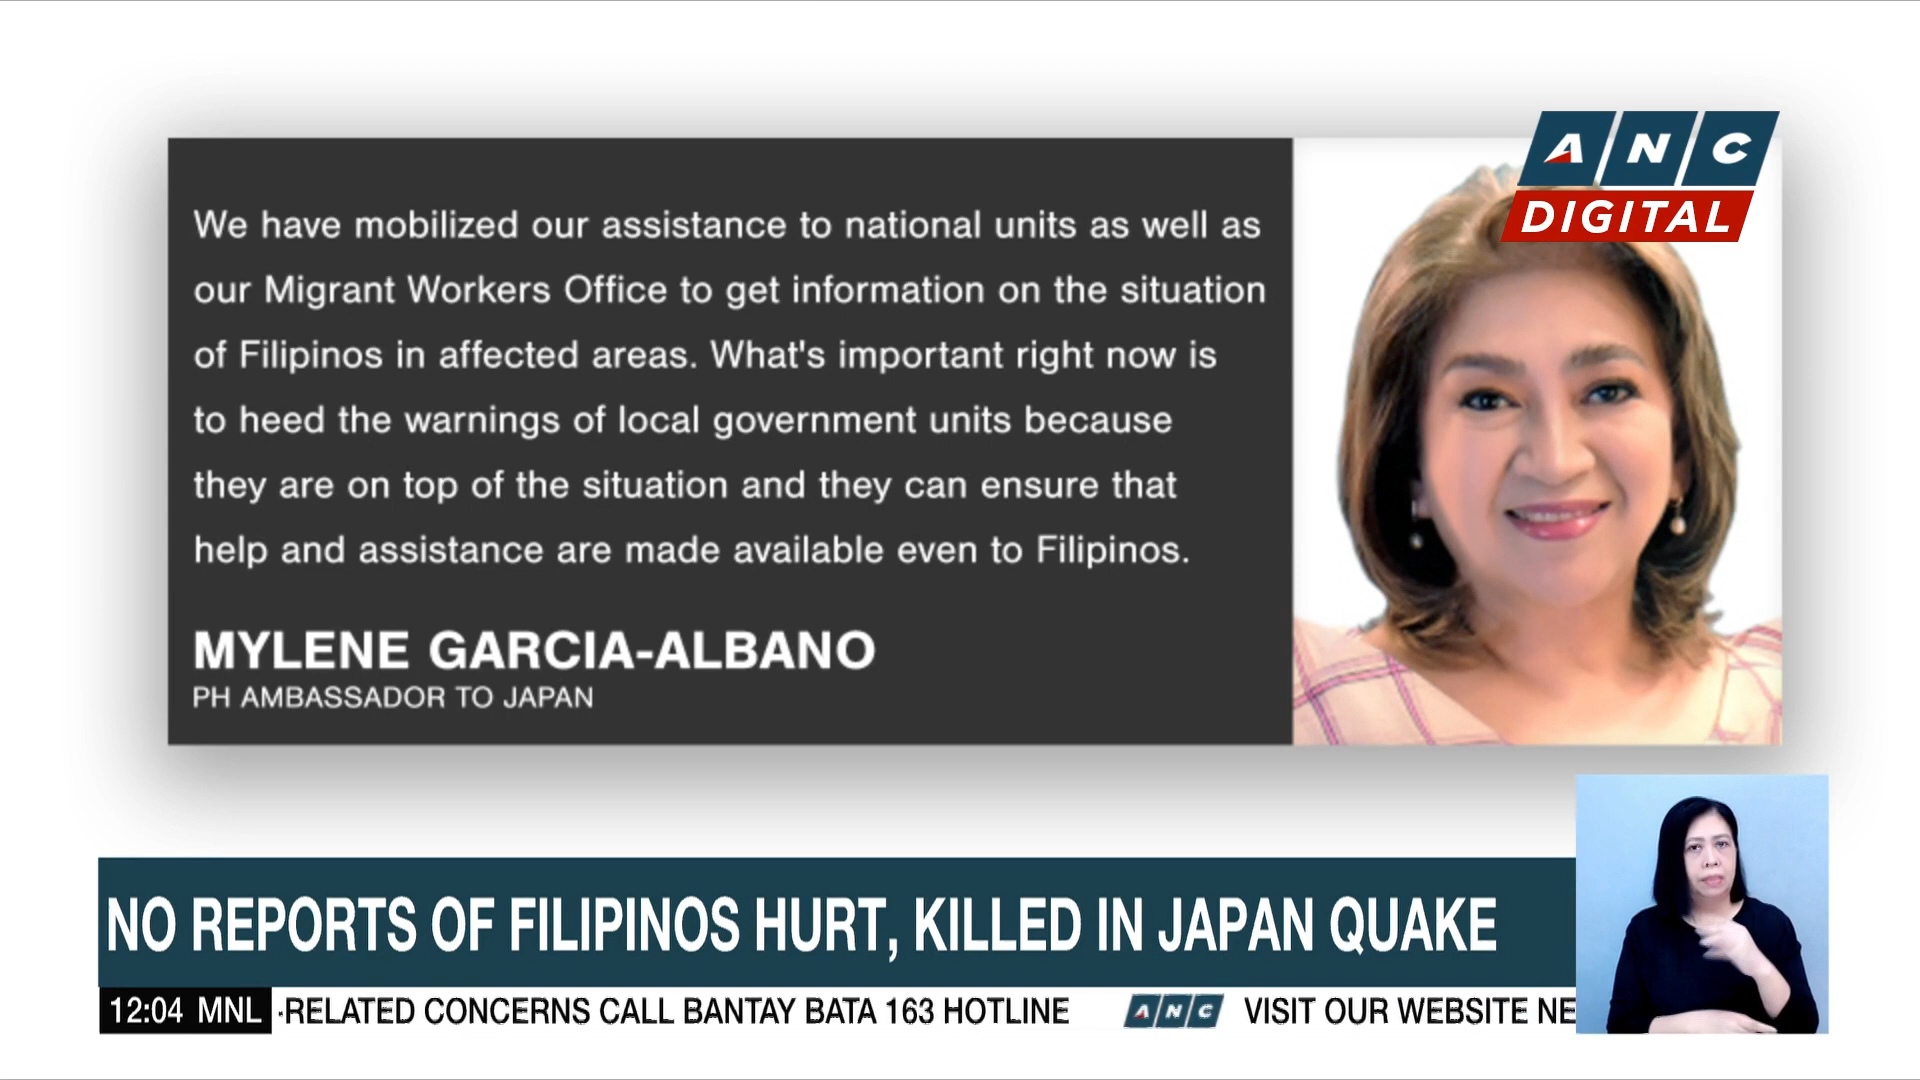 ANC
DIGITAL
We have mobilized our assistance to national units as well as
our Migrant Workers Office to get information on the situation
of Filipinos in affected areas. What's important right now is
to heed the warnings of local government units because
they are on top of the situation and they can ensure that
help and assistance are made available even to Filipinos.
MYLENE GARCIA-ALBANO
PH AMBASSADOR TO JAPAN
NO REPORTS OF FILIPINOS HURT, KILLED IN JAPAN QUAKE
12:04 MNL -RELATED CONCERNS CALL BANTAY BATA 163 HOTLINE ANC VISIT OUR WEBSITE NE